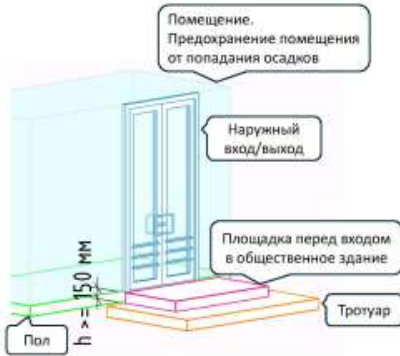 Помещение.
Предохранение помещения
от попадания осадков
Наружный
вход/выход
Площадка перед входом
в общественное здание
Тротуар
Пол
h >= 150 мм